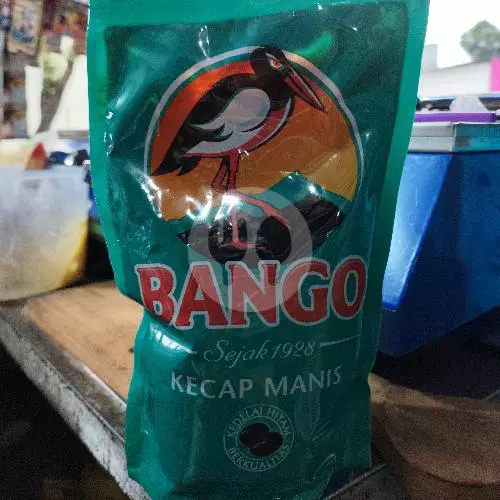 BANGO
Sejak 1928
KECAP MANIS
KEDELAI HITAM
BERKUALITAS